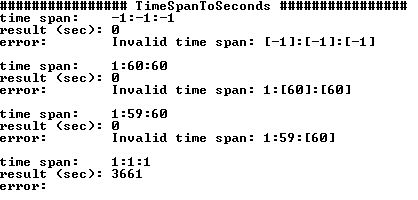 ################ TimeSpanToSeconds ################
time span:    -1:-1:-1
result (sec): 0
error:        Invalid time span: [-1]:[-1]:[-1]
time span:    1:60:60
result (sec): 0
error:        Invalid time span: 1:[60]:[60]
time span:    1:59:60
result (sec): 0
error:        Invalid time span: 1:59:[60]
time span:    1:1:1
result (sec): 3661
error: